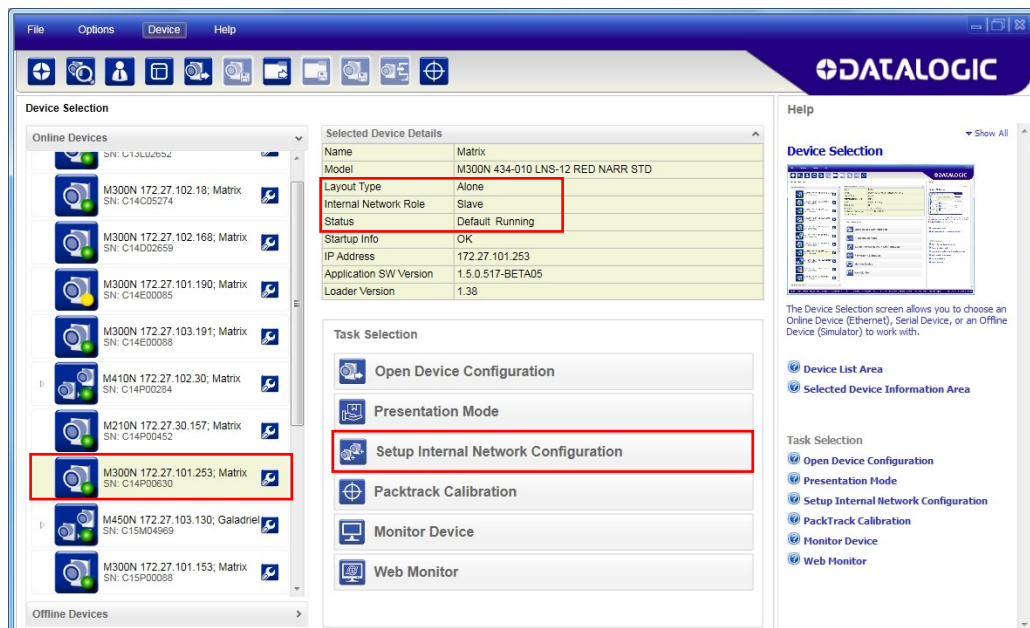 File Options Device Help
DATALOGIC
Device Selection
Online Devices
SN: C13L02652
M300N 172.27.102.18; Matrix
SN: C14C05274
M300N 172.27.102.168; Matrix
SN: C14D02659
M300N 172.27.101.190; Matrix
SN: C14E00085
M300N 172.27.103.191; Matrix
SN: C14E00088
M410N 172.27.102.30; Matrix
SN: C14P00284
M210N 172.27.30.157; Matrix
SN: C14P00452
M300N 172.27.101.253; Matrix
SN: C14P00630
M450N 172.27.103.130; Galadriel
SN: C15M04969
M300N 172.27.101.153; Matrix
SN: C15P00088
Offline Devices
Selected Device Details
Name Matrix
Model M300N 434-010 LNS-12 RED NARR STD
Layout Type Alone
Internal Network Role Slave
Status Default Running
Startup Info OK
IP Address 172.27.101.253
Application SW Version 1.5.0.517-BETA05
Loader Version 1.38
Task Selection
Open Device Configuration
Presentation Mode
Setup Internal Network Configuration
Packtrack Calibration
Monitor Device
Web Monitor
Help
Show All
Device Selection
The Device Selection screen allows you to choose an
Online Device (Ethernet), Serial Device, or an Offline
Device (Simulator) to work with.
Device List Area
Selected Device Information Area
Task Selection
Open Device Configuration
Presentation Mode
Setup Internal Network Configuration
PackTrack Calibration
Monitor Device
Web Monitor